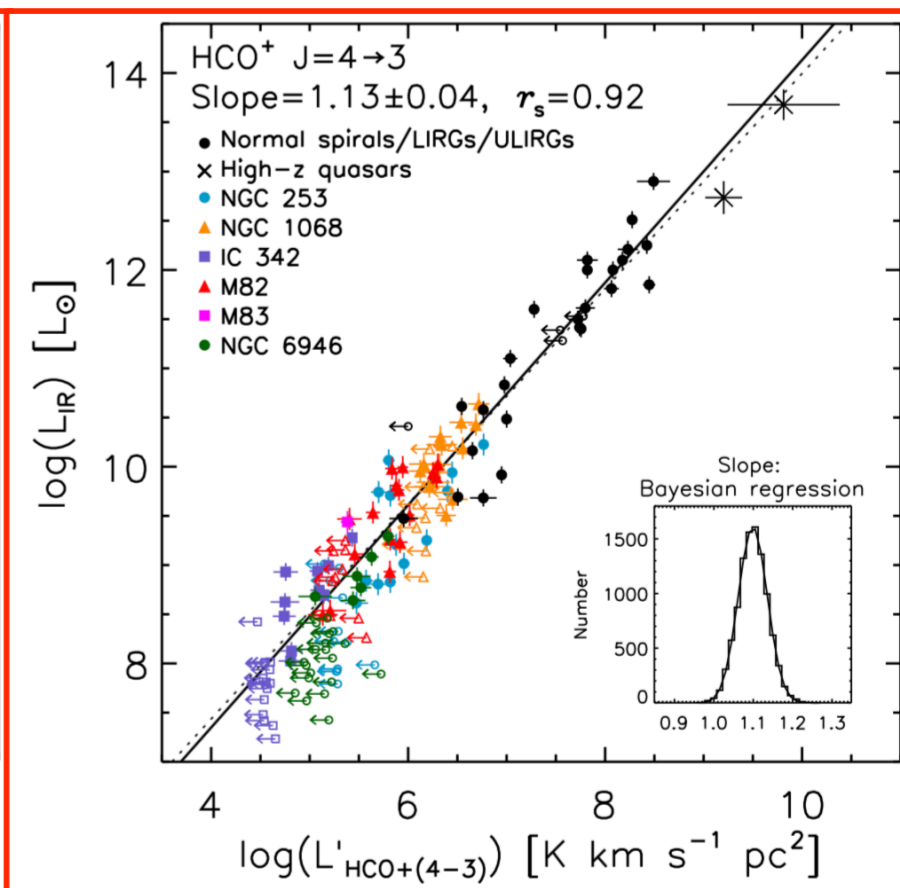 HCO⁺ J=4→3
Slope=1.13±0.04, rₛ=0.92
Normal spirals/LIRGs/ULIRGs
High-z quasars
NGC 253
NGC 1068
IC 342
M82
M83
NGC 6946
log(L_IR) [L_⊙]
14
12
10
8
Slope:
Bayesian regression
Number
1500
1000
500
0
0.9 1.0 1.1 1.2 1.3
4 6 8 10
log(L'_HCO+(4−3)) [K km s⁻¹ pc²]